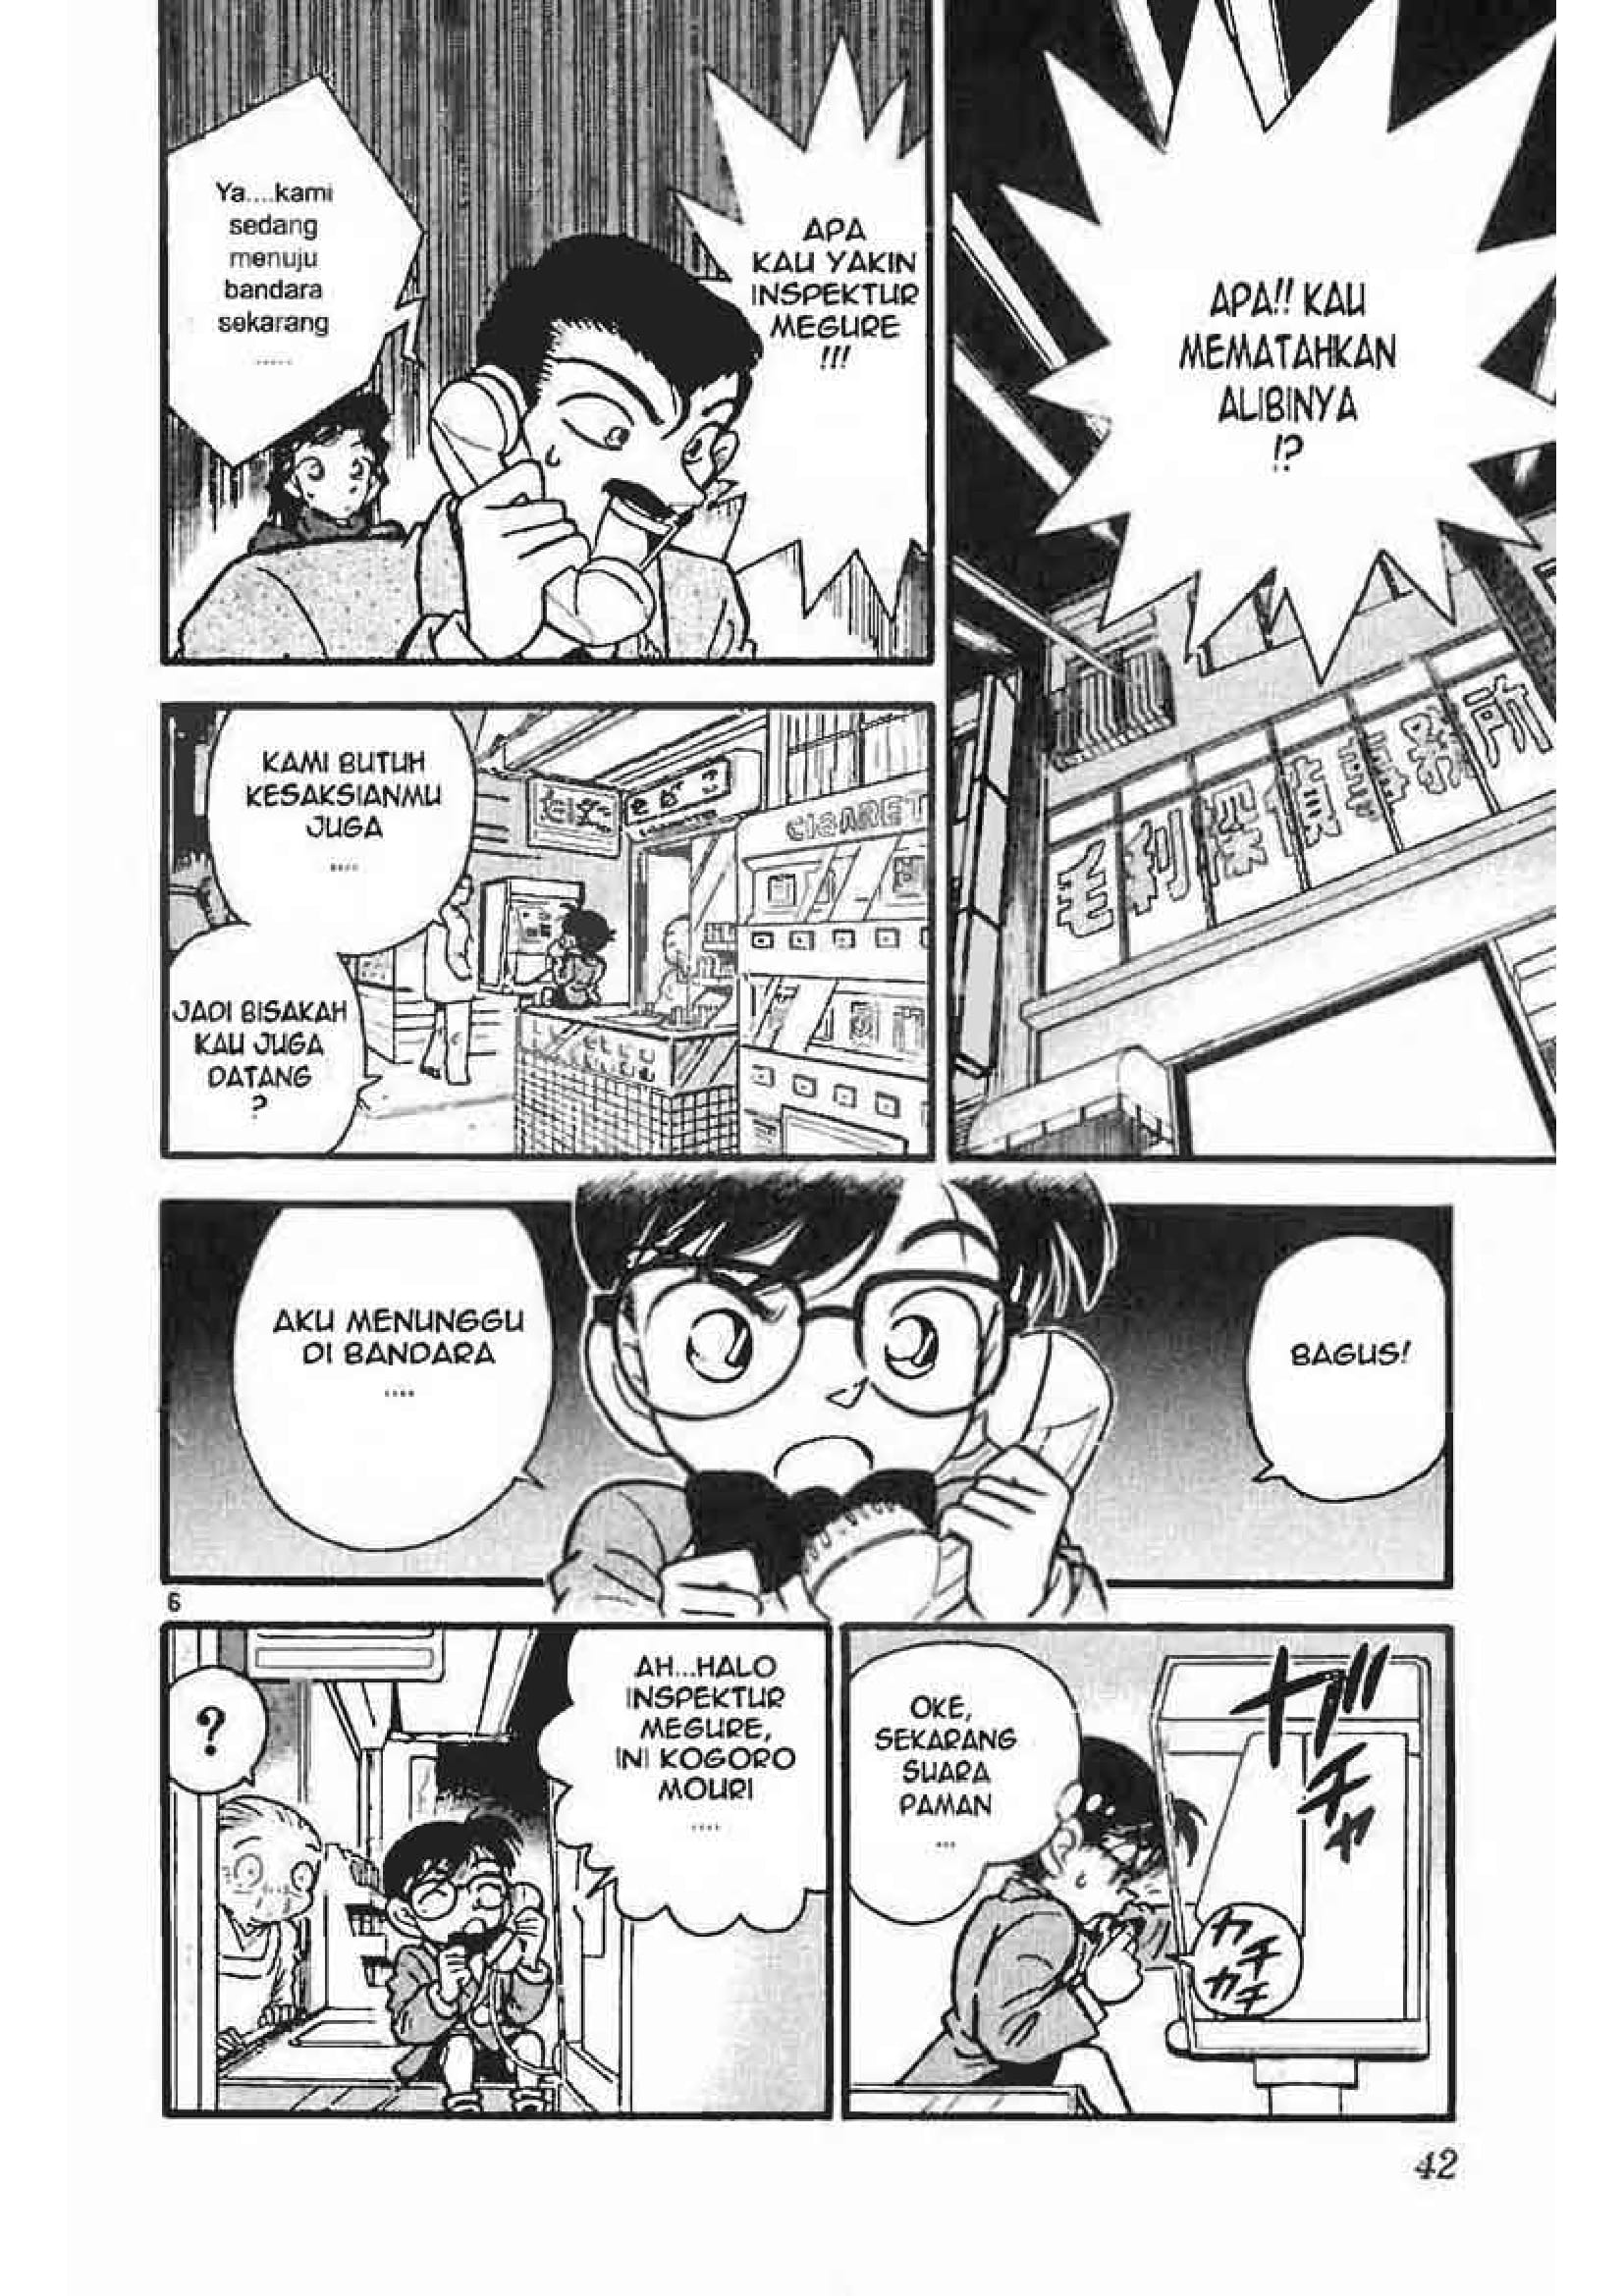 APA!! KAU
MEMATAHKAN
ALIBINYA
!?
毛利探偵事務所
APA
KAU YAKIN
INSPEKTUR
MEGURE
!!!
Ya....kami
sedang
menuju
bandara
sekarang
.....
KAMI BUTUH
KESAKSIANMU
JUGA
....
JADI BISAKAH
KAU JUGA
DATANG
?
たばこ
CIGARET
BAGUS!
AKU MENUNGGU
DI BANDARA
....
6
OKE,
SEKARANG
SUARA
PAMAN
...
ガチャ
カチ
カチ
AH...HALO
INSPEKTUR
MEGURE,
INI KOGORO
MOURI
....
?
42